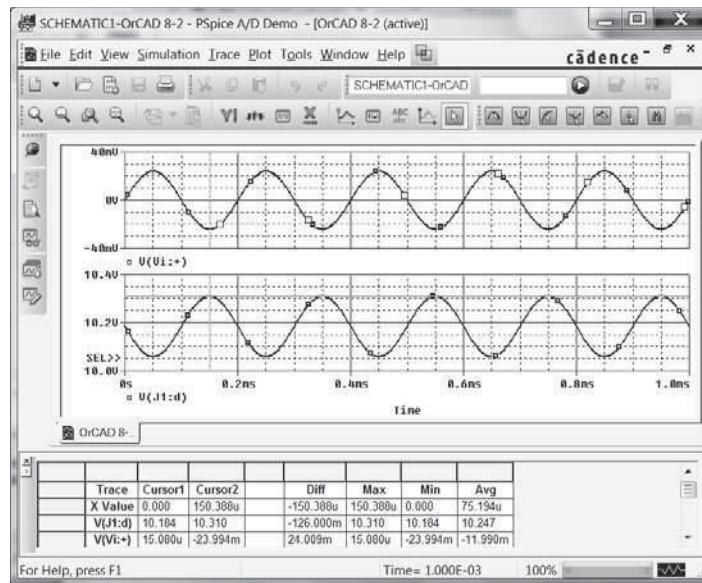 SCHEMATIC1-OrCAD 8-2 - PSpice A/D Demo - [OrCAD 8-2 (active)]
File Edit View Simulation Trace Plot Tools Window Help
cādence
SCHEMATIC1-OrCAD
40mV
0V
-40mV
V(Vi:+)
10.4V
10.2V
SEL>>
10.0V
0s 0.2ms 0.4ms 0.6ms 0.8ms 1.0ms
V(J1:d)
Time
OrCAD 8-..
Trace Cursor1 Cursor2 Diff Max Min Avg
X Value 0.000 150.388u -150.388u 150.388u 0.000 75.194u
V(J1:d) 10.184 10.310 -126.000m 10.310 10.184 10.247
V(Vi:+) 15.080u -23.994m 24.009m 15.080u -23.994m -11.990m
For Help, press F1 Time= 1.000E-03 100%